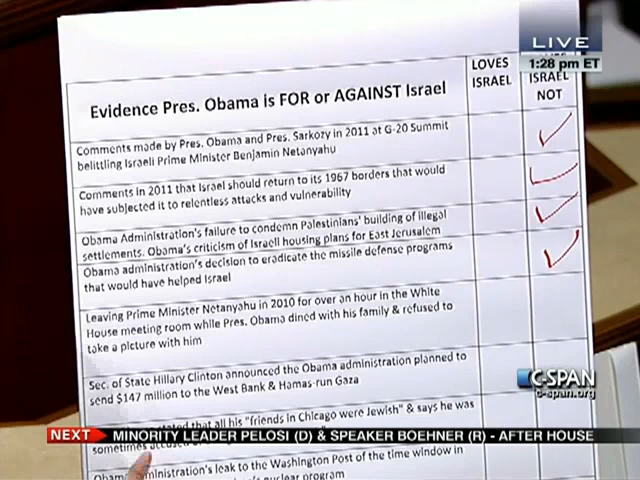 LIVE
1:28 pm ET
Evidence Pres. Obama is FOR or AGAINST Israel
LOVES
ISRAEL
ISRAEL
NOT
Comments made by Pres. Obama and Pres. Sarkozy in 2011 at G-20 Summit
belittling Israeli Prime Minister Benjamin Netanyahu
Comments in 2011 that Israel should return to its 1967 borders that would
have subjected it to relentless attacks and vulnerability
Obama Administration's failure to condemn Palestinians' building of illegal
settlements. Obama's criticism of Israeli housing plans for East Jerusalem
Obama administration's decision to eradicate the missile defense programs
that would have helped Israel
Leaving Prime Minister Netanyahu in 2010 for over an hour in the White
House meeting room while Pres. Obama dined with his family & refused to
take a picture with him
Sec. of State Hillary Clinton announced the Obama administration planned to
send $147 million to the West Bank & Hamas-run Gaza
stated that all his "friends in Chicago were Jewish" & says he was
sometimes accused
Administration's leak to the Washington Post of the time window in
nuclear program
C-SPAN
c-span.org
NEXT MINORITY LEADER PELOSI (D) & SPEAKER BOEHNER (R) - AFTER HOUSE